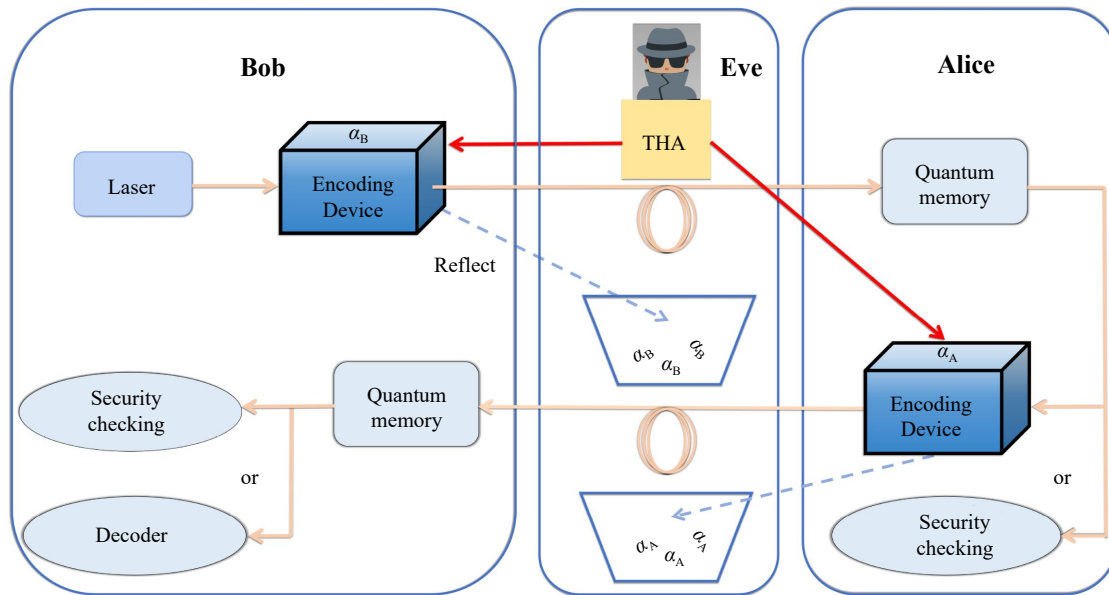 Bob
Eve
Alice
α_B
THA
Laser
Encoding
Device
Quantum
memory
Reflect
α_B α_B α_B
α_A
Security
checking
Quantum
memory
Encoding
Device
or
or
Decoder
α_A α_A α_A
Security
checking